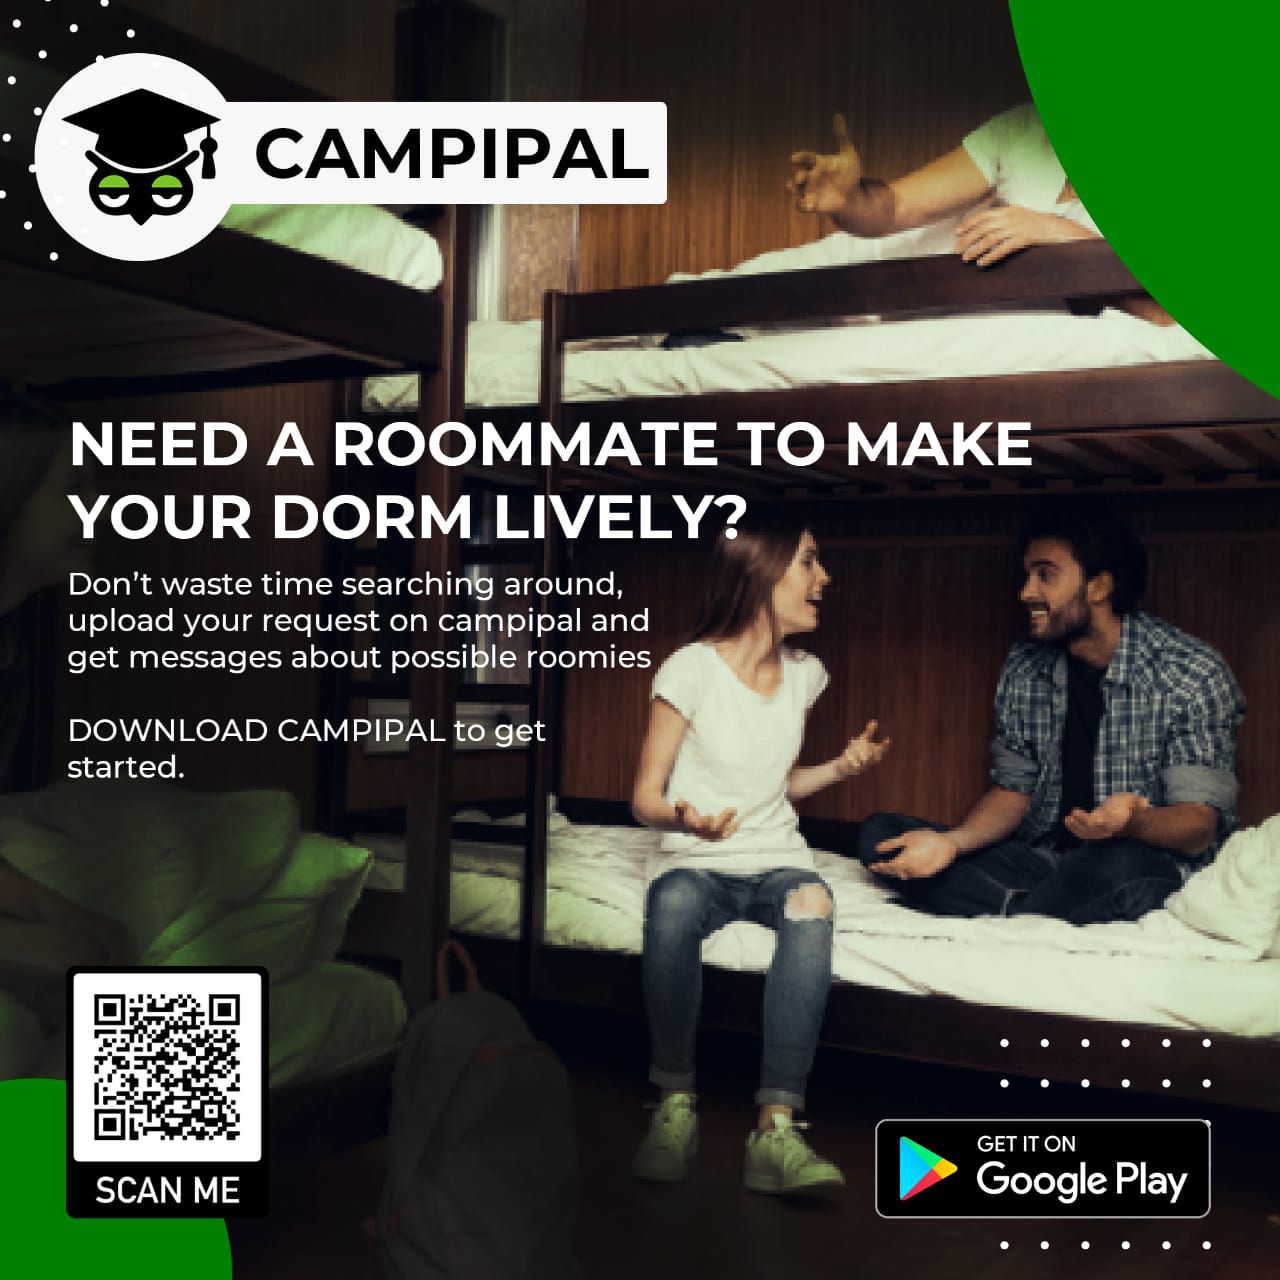 CAMPIPAL
NEED A ROOMMATE TO MAKE
YOUR DORM LIVELY?
Don't waste time searching around,
upload your request on campipal and
get messages about possible roomies
DOWNLOAD CAMPIPAL to get
started.
SCAN ME
GET IT ON
Google Play